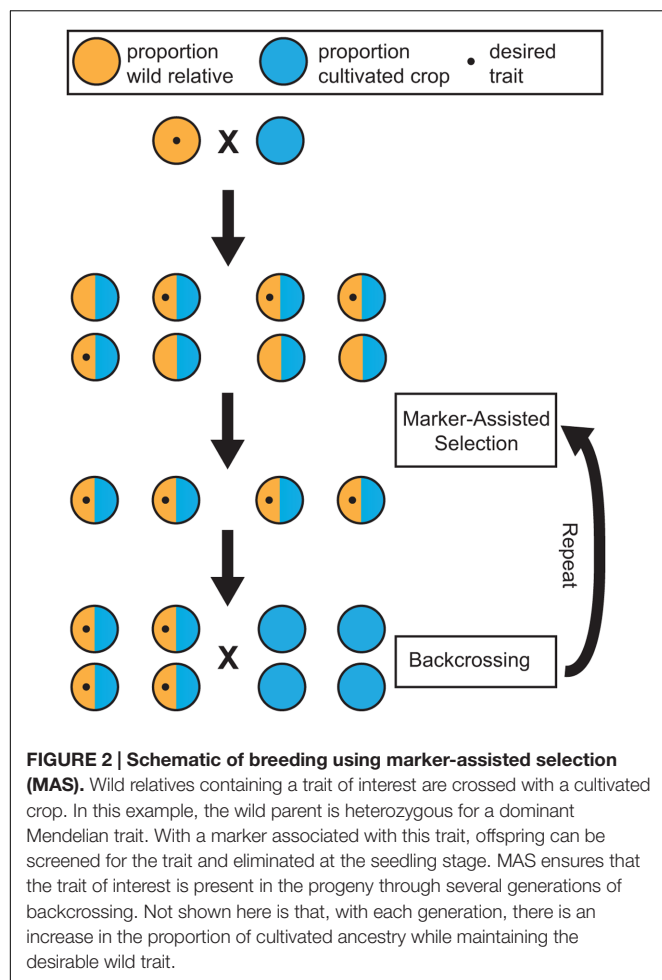 proportion wild relative
proportion cultivated crop
desired trait
X
Marker-Assisted
Selection
Repeat
X
Backcrossing
FIGURE 2 | Schematic of breeding using marker-assisted selection
(MAS). Wild relatives containing a trait of interest are crossed with a cultivated
crop. In this example, the wild parent is heterozygous for a dominant
Mendelian trait. With a marker associated with this trait, offspring can be
screened for the trait and eliminated at the seedling stage. MAS ensures that
the trait of interest is present in the progeny through several generations of
backcrossing. Not shown here is that, with each generation, there is an
increase in the proportion of cultivated ancestry while maintaining the
desirable wild trait.